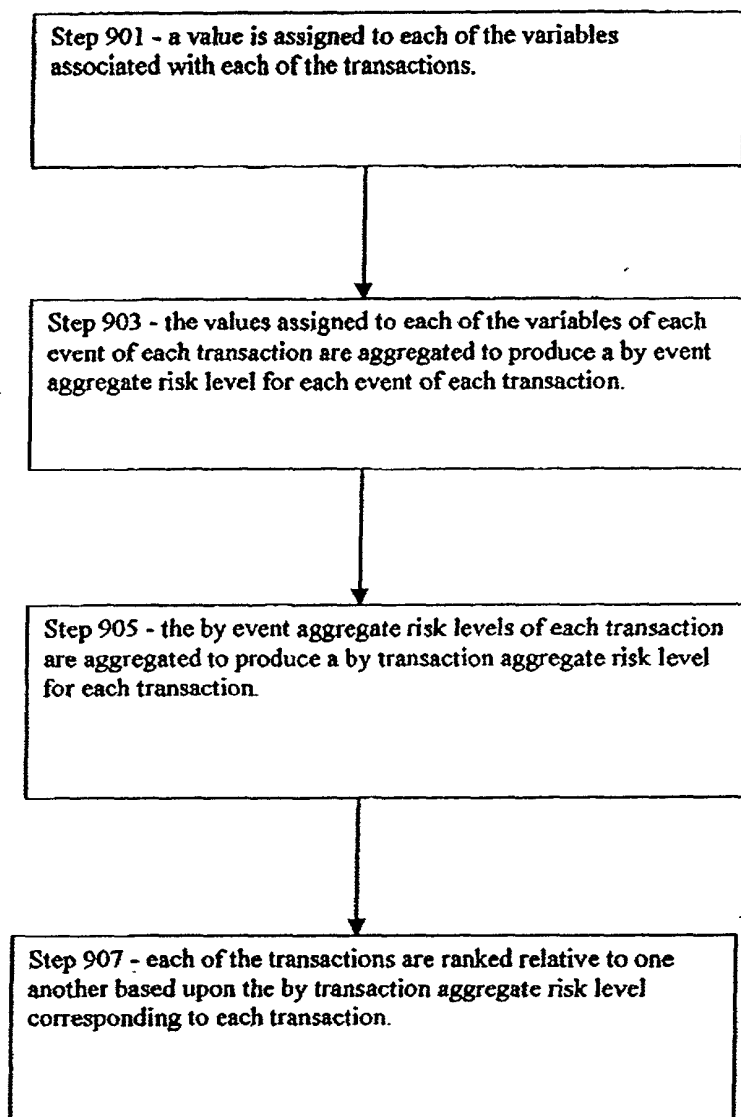 Step 901 - a value is assigned to each of the variables
associated with each of the transactions.
Step 903 - the values assigned to each of the variables of each
event of each transaction are aggregated to produce a by event
aggregate risk level for each event of each transaction.
Step 905 - the by event aggregate risk levels of each transaction
are aggregated to produce a by transaction aggregate risk level
for each transaction.
Step 907 - each of the transactions are ranked relative to one
another based upon the by transaction aggregate risk level
corresponding to each transaction.